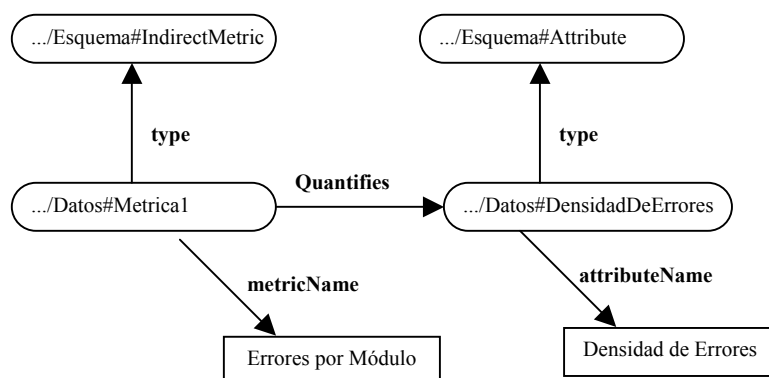 .../Esquema#IndirectMetric
.../Esquema#Attribute
type
type
Quantifies
.../Datos#Metrica1
.../Datos#DensidadDeErrores
metricName
attributeName
Errores por Módulo
Densidad de Errores